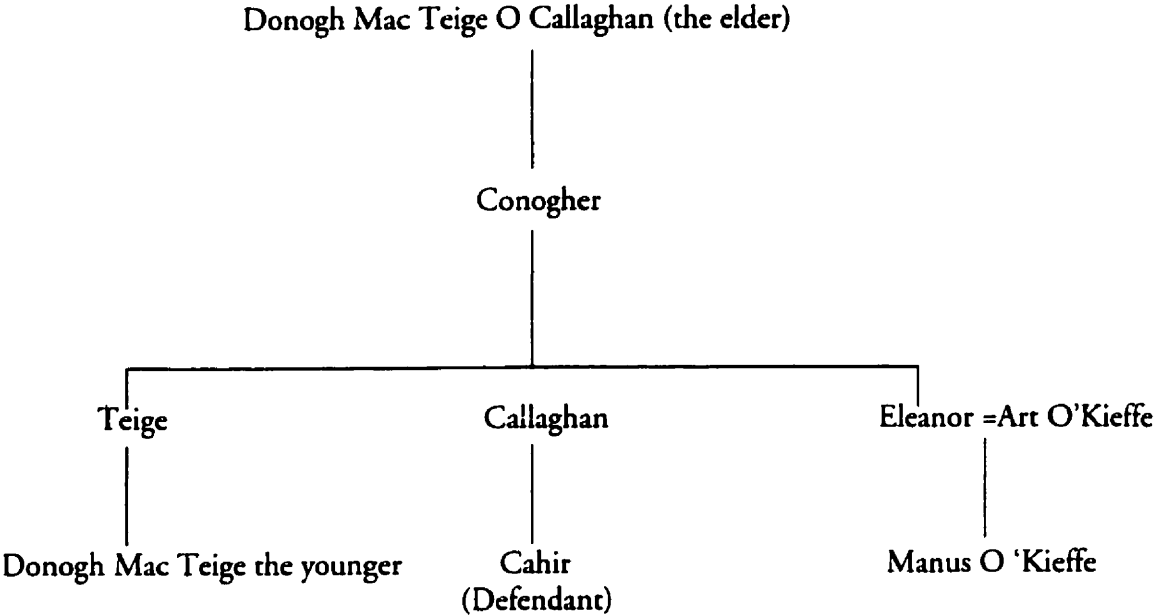 Donogh Mac Teige O Callaghan (the elder)
Conogher
Teige
Callaghan
Eleanor =Art O'Kieffe
Donogh Mac Teige the younger
Cahir
(Defendant)
Manus O 'Kieffe